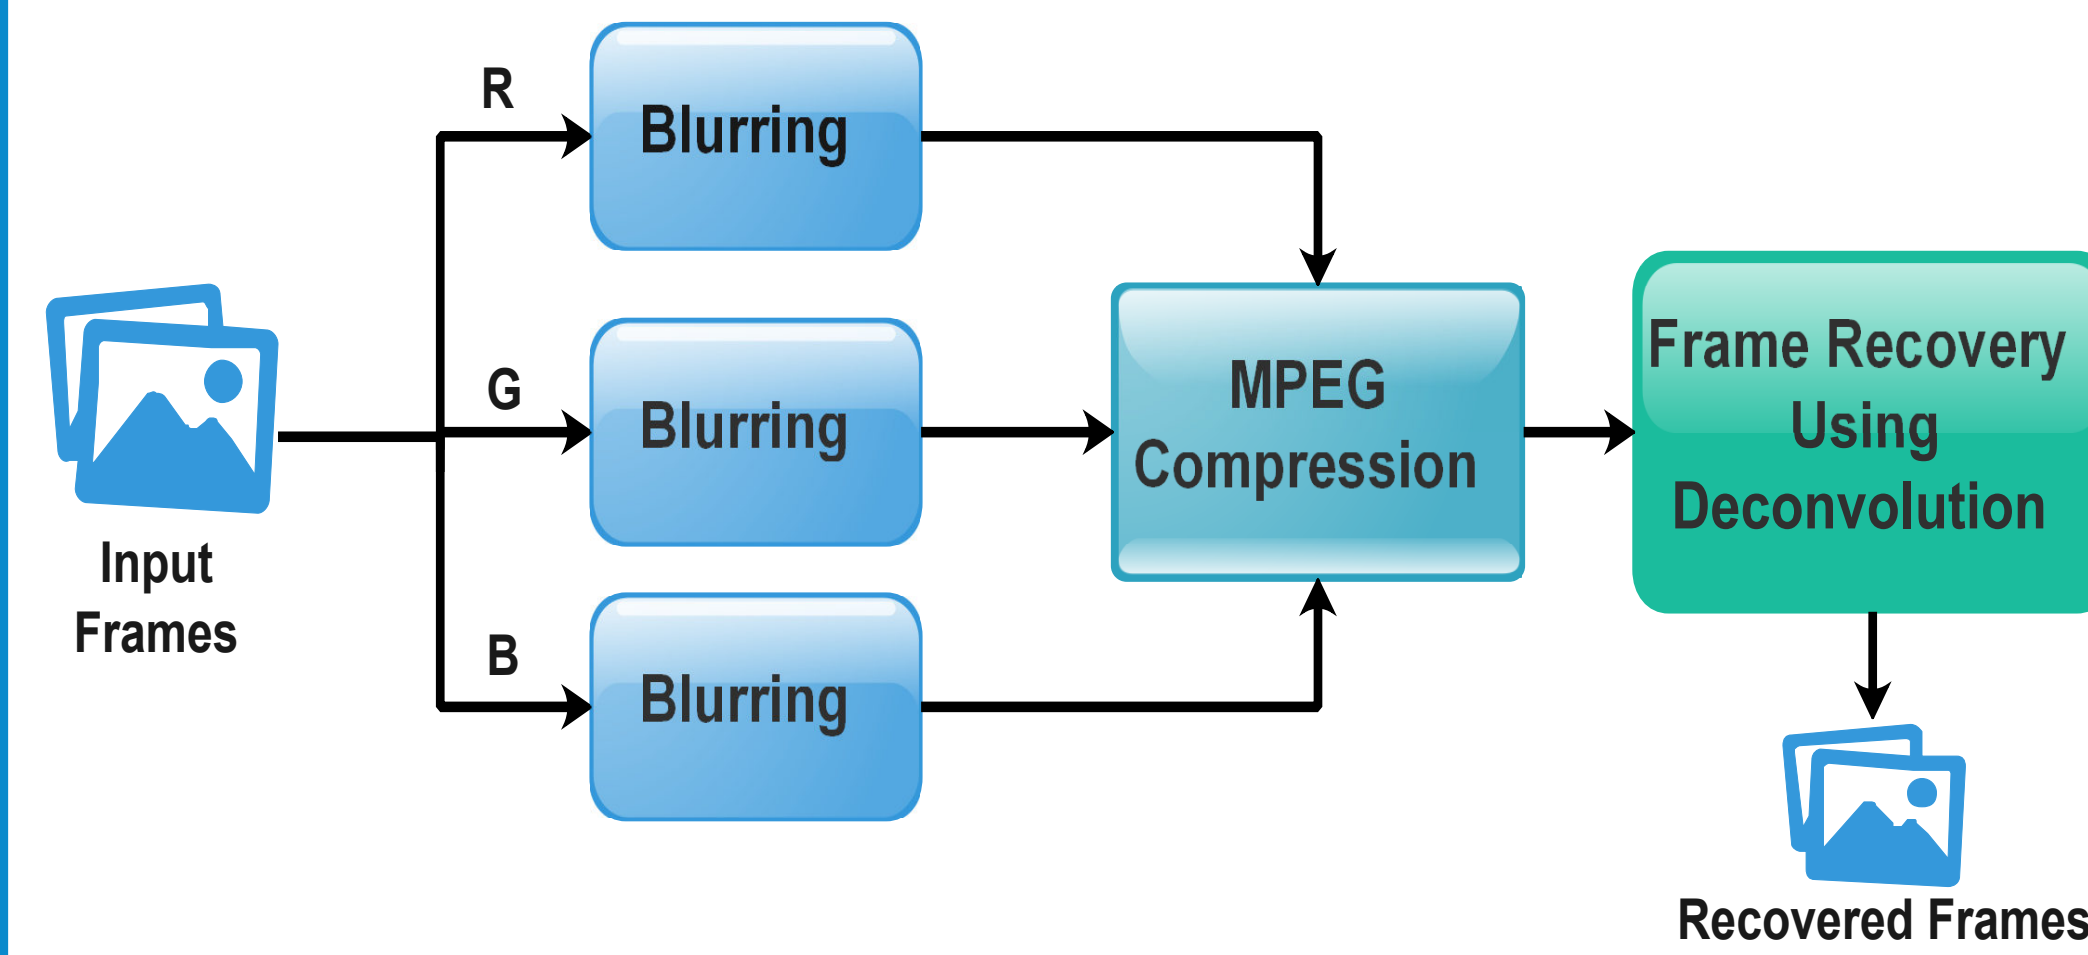 R
Blurring
G
Blurring
B
Blurring
Input
Frames
MPEG
Compression
Frame Recovery
Using
Deconvolution
Recovered Frames